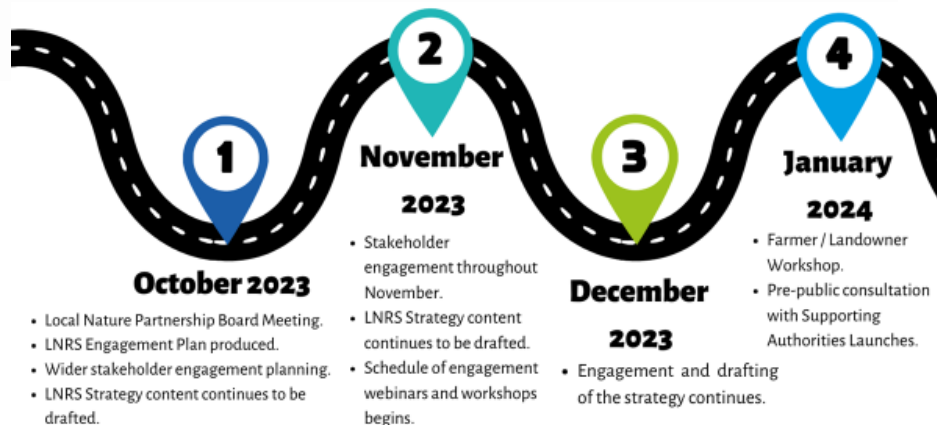 1
October 2023
• Local Nature Partnership Board Meeting.
• LNRS Engagement Plan produced.
• Wider stakeholder engagement planning.
• LNRS Strategy content continues to be
drafted.
2
November
2023
• Stakeholder
engagement throughout
November.
• LNRS Strategy content
continues to be drafted.
• Schedule of engagement
webinars and workshops
begins.
3
December
2023
• Engagement and drafting
of the strategy continues.
4
January
2024
• Farmer / Landowner
Workshop.
• Pre-public consultation
with Supporting
Authorities Launches.